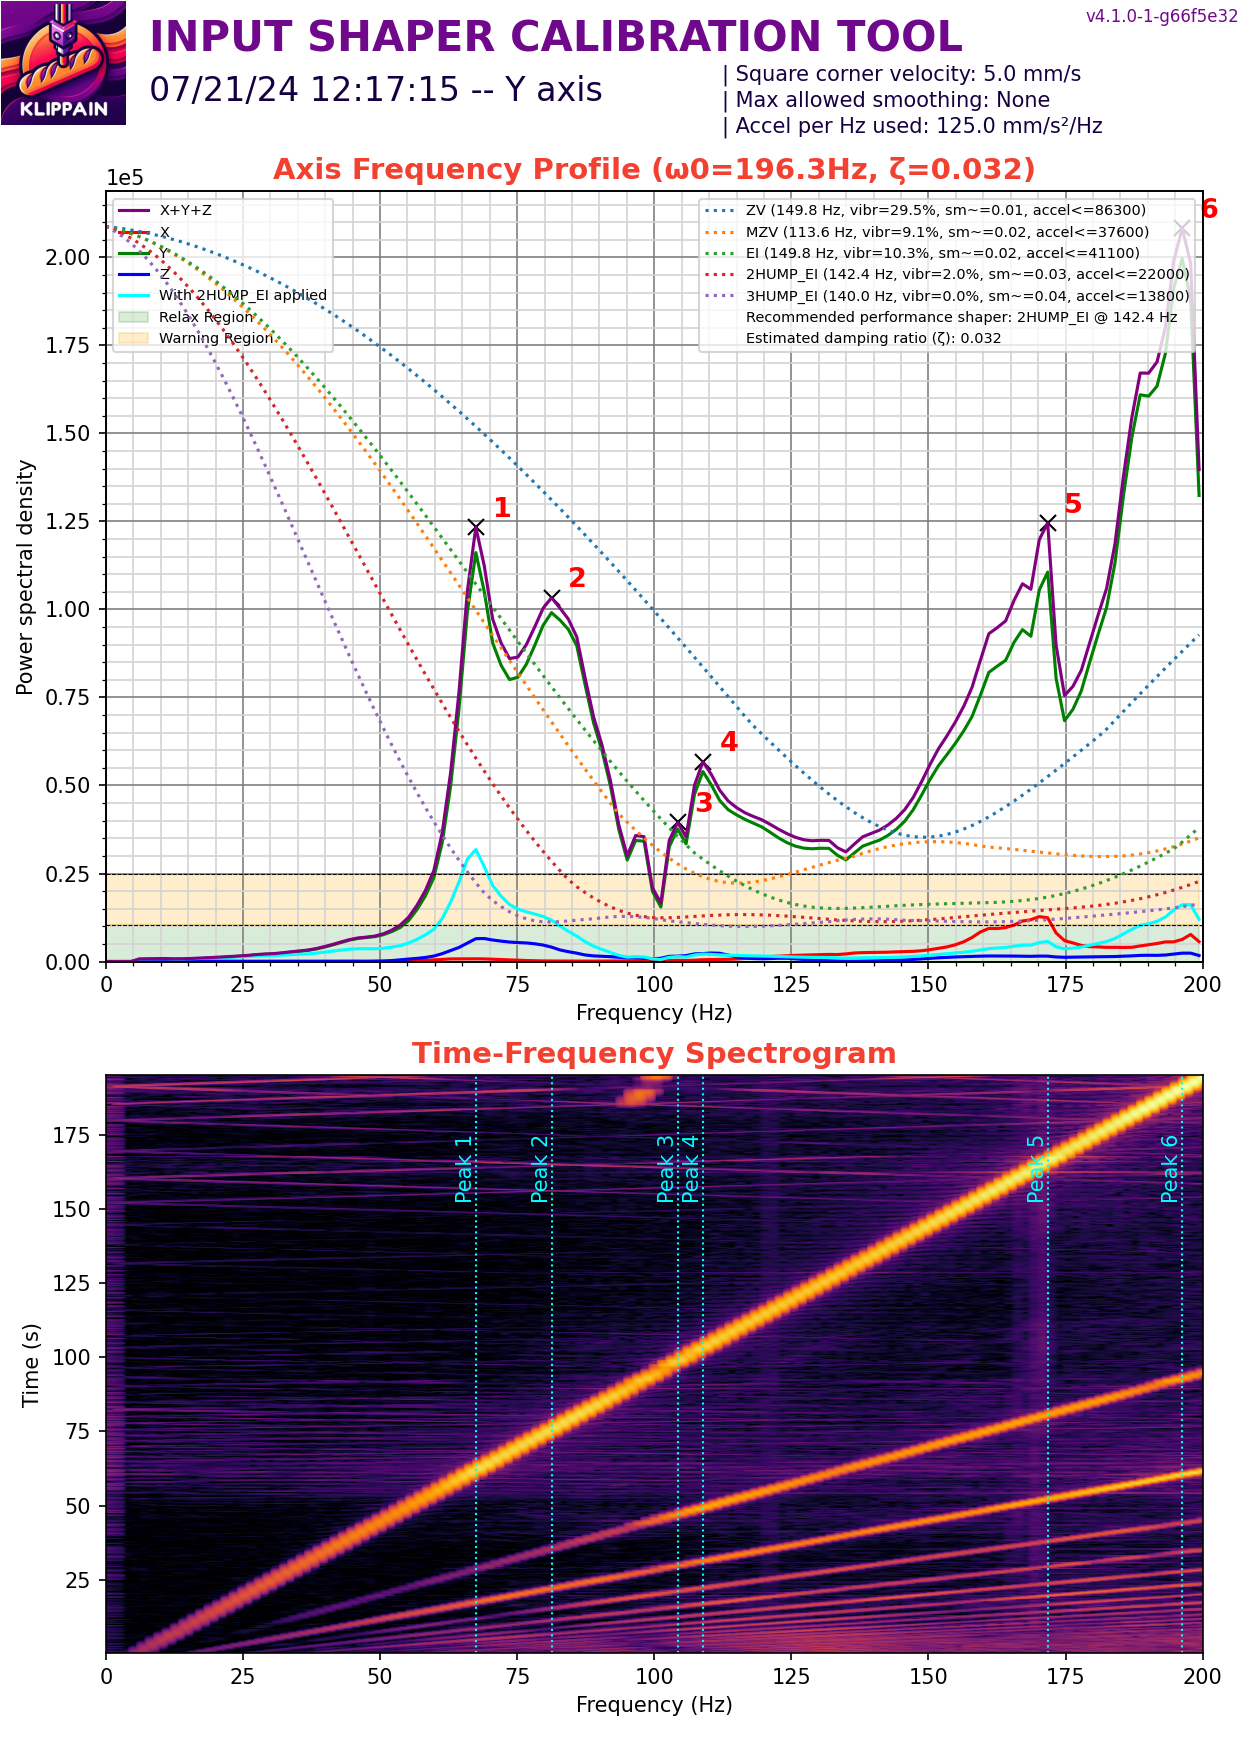 v4.1.0-1-g66f5e32
INPUT SHAPER CALIBRATION TOOL
07/21/24 12:17:15 -- Y axis
| Square corner velocity: 5.0 mm/s
| Max allowed smoothing: None
| Accel per Hz used: 125.0 mm/s²/Hz
KLIPPAIN
Axis Frequency Profile (ω0=196.3Hz, ζ=0.032)
1e5
X+Y+Z
X
Y
Z
With 2HUMP_EI applied
Relax Region
Warning Region
ZV (149.8 Hz, vibr=29.5%, sm~=0.01, accel<=86300)
MZV (113.6 Hz, vibr=9.1%, sm~=0.02, accel<=37600)
EI (149.8 Hz, vibr=10.3%, sm~=0.02, accel<=41100)
2HUMP_EI (142.4 Hz, vibr=2.0%, sm~=0.03, accel<=22000)
3HUMP_EI (140.0 Hz, vibr=0.0%, sm~=0.04, accel<=13800)
Recommended performance shaper: 2HUMP_EI @ 142.4 Hz
Estimated damping ratio (ζ): 0.032
6
5
1
2
4
3
2.00
1.75
1.50
1.25
1.00
0.75
0.50
0.25
0.00
Power spectral density
0 25 50 75 100 125 150 175 200
Frequency (Hz)
Time-Frequency Spectrogram
Peak 1
Peak 2
Peak 3
Peak 4
Peak 5
Peak 6
175
150
125
100
75
50
25
Time (s)
0 25 50 75 100 125 150 175 200
Frequency (Hz)